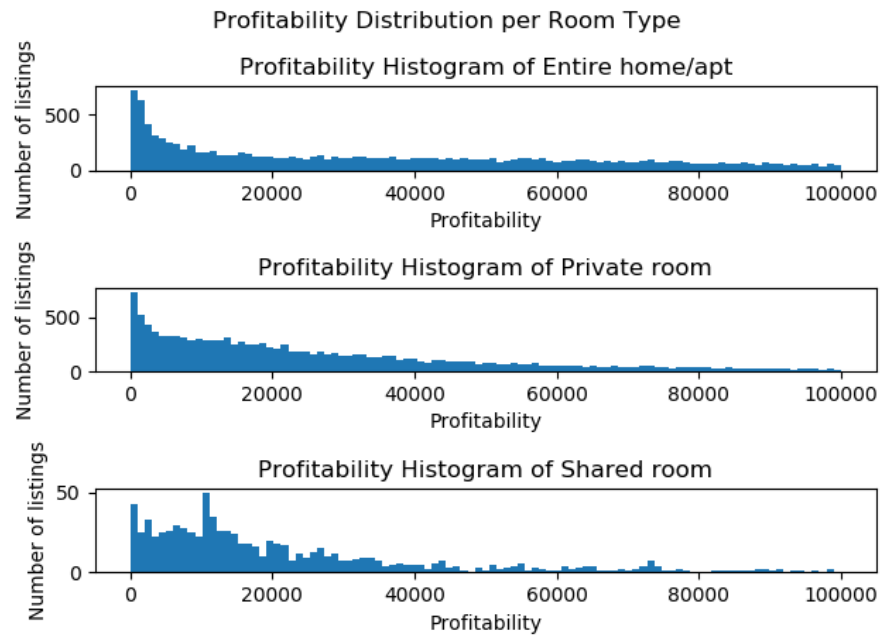 Profitability Distribution per Room Type
Profitability Histogram of Entire home/apt
Number of listings
500
0
0 20000 40000 60000 80000 100000
Profitability
Profitability Histogram of Private room
Number of listings
500
0
0 20000 40000 60000 80000 100000
Profitability
Profitability Histogram of Shared room
Number of listings
50
0
0 20000 40000 60000 80000 100000
Profitability